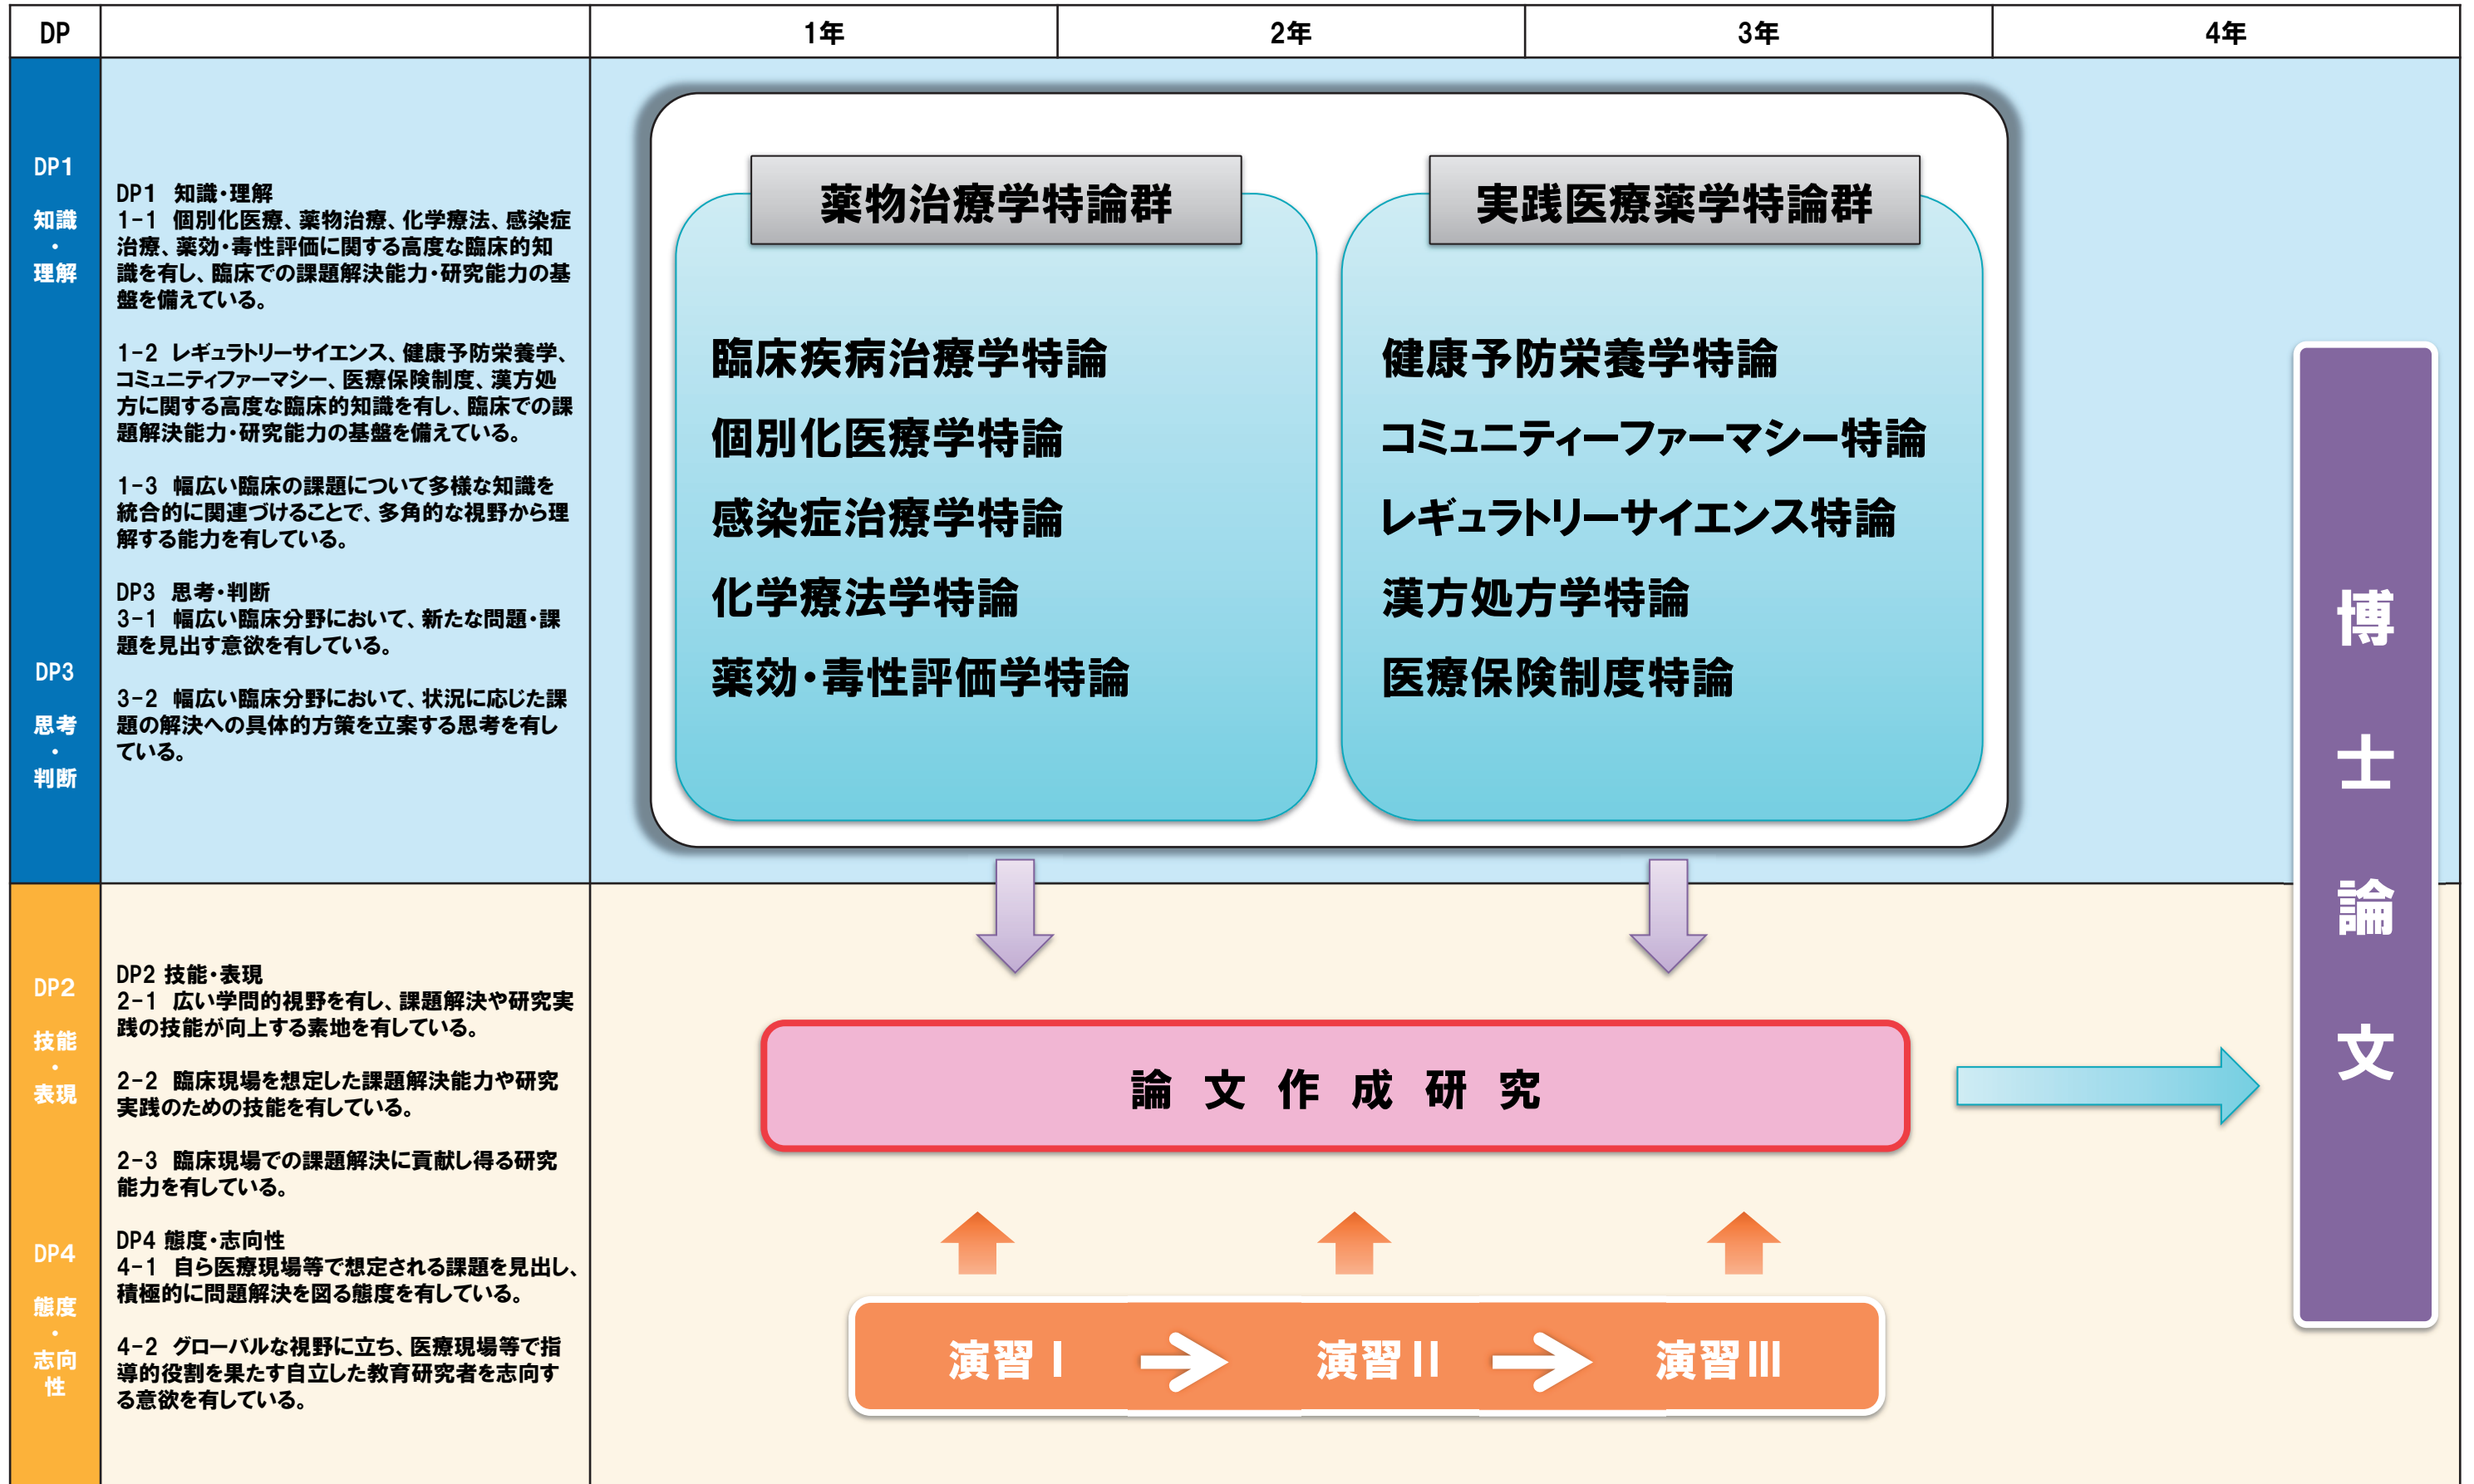 DP 1年 2年 3年 4年
DP1
知識
・
理解
DP3
思考
・
判断
DP1 知識・理解
1-1 個別化医療、薬物治療、化学療法、感染症
治療、薬効・毒性評価に関する高度な臨床的知
識を有し、臨床での課題解決能力・研究能力の基
盤を備えている。
1-2 レギュラトリーサイエンス、健康予防栄養学、
コミュニティファーマシー、医療保険制度、漢方処
方に関する高度な臨床的知識を有し、臨床での課
題解決能力・研究能力の基盤を備えている。
1-3 幅広い臨床の課題について多様な知識を
統合的に関連づけることで、多角的な視野から理
解する能力を有している。
DP3 思考・判断
3-1 幅広い臨床分野において、新たな問題・課
題を見出す意欲を有している。
3-2 幅広い臨床分野において、状況に応じた課
題の解決への具体的方策を立案する思考を有し
ている。
薬物治療学特論群
臨床疾病治療学特論
個別化医療学特論
感染症治療学特論
化学療法学特論
薬効・毒性評価学特論
実践医療薬学特論群
健康予防栄養学特論
コミュニティーファーマシー特論
レギュラトリーサイエンス特論
漢方処方学特論
医療保険制度特論
DP2
技能
・
表現
DP4
態度
・
志向
性
DP2 技能・表現
2-1 広い学問的視野を有し、課題解決や研究実
践の技能が向上する素地を有している。
2-2 臨床現場を想定した課題解決能力や研究
実践のための技能を有している。
2-3 臨床現場での課題解決に貢献し得る研究
能力を有している。
DP4 態度・志向性
4-1 自ら医療現場等で想定される課題を見出し、
積極的に問題解決を図る態度を有している。
4-2 グローバルな視野に立ち、医療現場等で指
導的役割を果たす自立した教育研究者を志向す
る意欲を有している。
論文作成研究
演習Ⅰ → 演習Ⅱ → 演習Ⅲ
博
士
論
文